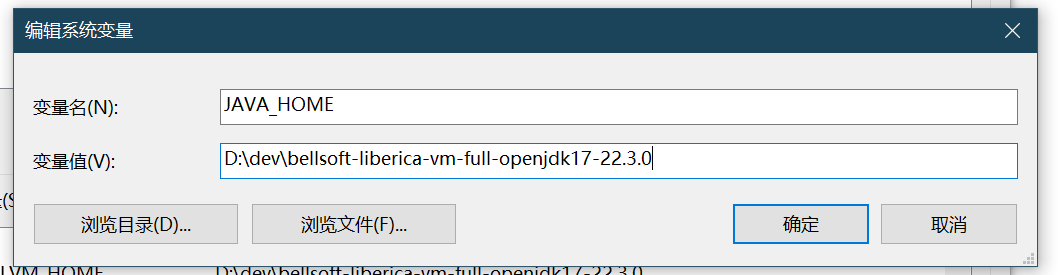 编辑系统变量
变量名(N):
JAVA_HOME
变量值(V):
D:\dev\bellsoft-liberica-vm-full-openjdk17-22.3.0
浏览目录(D)...
浏览文件(F)...
确定
取消
D:\dev\bellsoft-liberica-vm-full-openjdk17-22.3.0